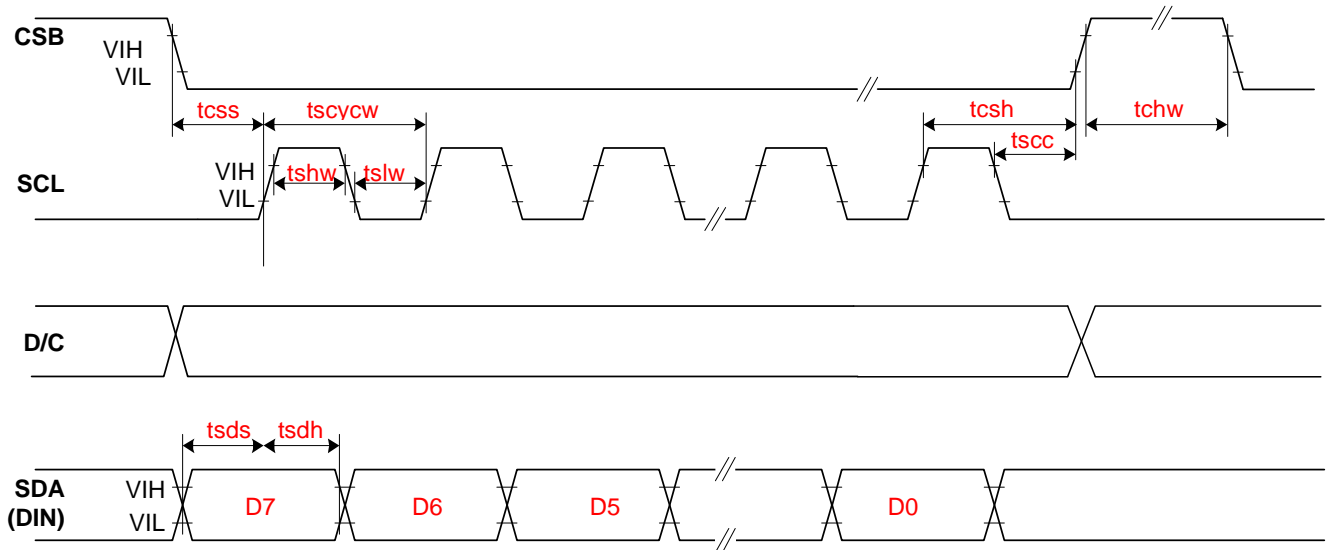 CSB
VIH
VIL
tcss
tscycw
tcsh
tchw
tscc
SCL
VIH
VIL
tshw
tslw
D/C
tsds
tsdh
SDA
(DIN)
VIH
VIL
D7
D6
D5
D0